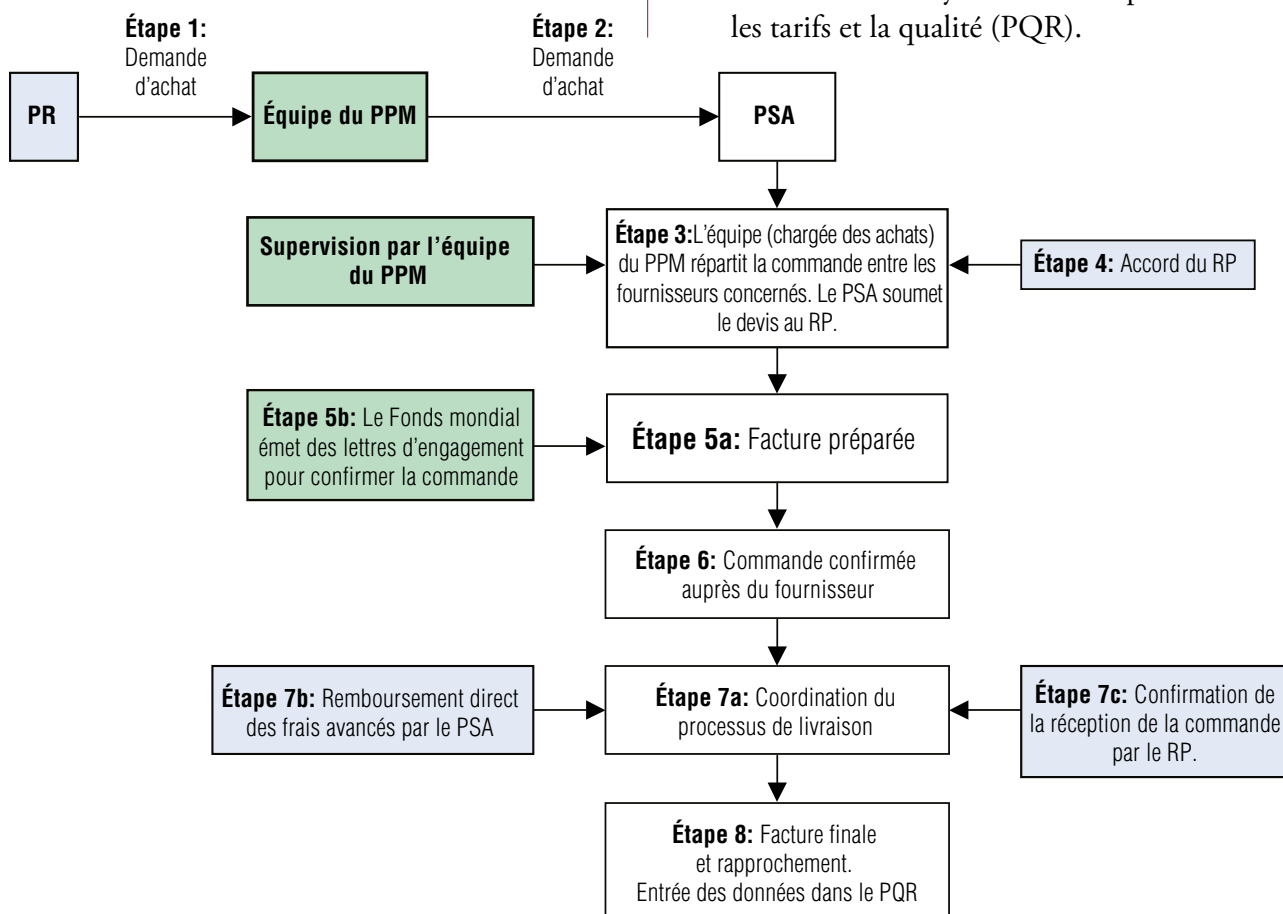 les tarifs et la qualité (PQR).
Étape 1:
Demande
d'achat
Étape 2:
Demande
d'achat
PR
Équipe du PPM
PSA
Supervision par l'équipe
du PPM
Étape 3:L'équipe (chargée des achats)
du PPM répartit la commande entre les
fournisseurs concernés. Le PSA soumet
le devis au RP.
Étape 4: Accord du RP
Étape 5b: Le Fonds mondial
émet des lettres d'engagement
pour confirmer la commande
Étape 5a: Facture préparée
Étape 6: Commande confirmée
auprès du fournisseur
Étape 7b: Remboursement direct
des frais avancés par le PSA
Étape 7a: Coordination du
processus de livraison
Étape 7c: Confirmation de
la réception de la commande
par le RP.
Étape 8: Facture finale
et rapprochement.
Entrée des données dans le PQR